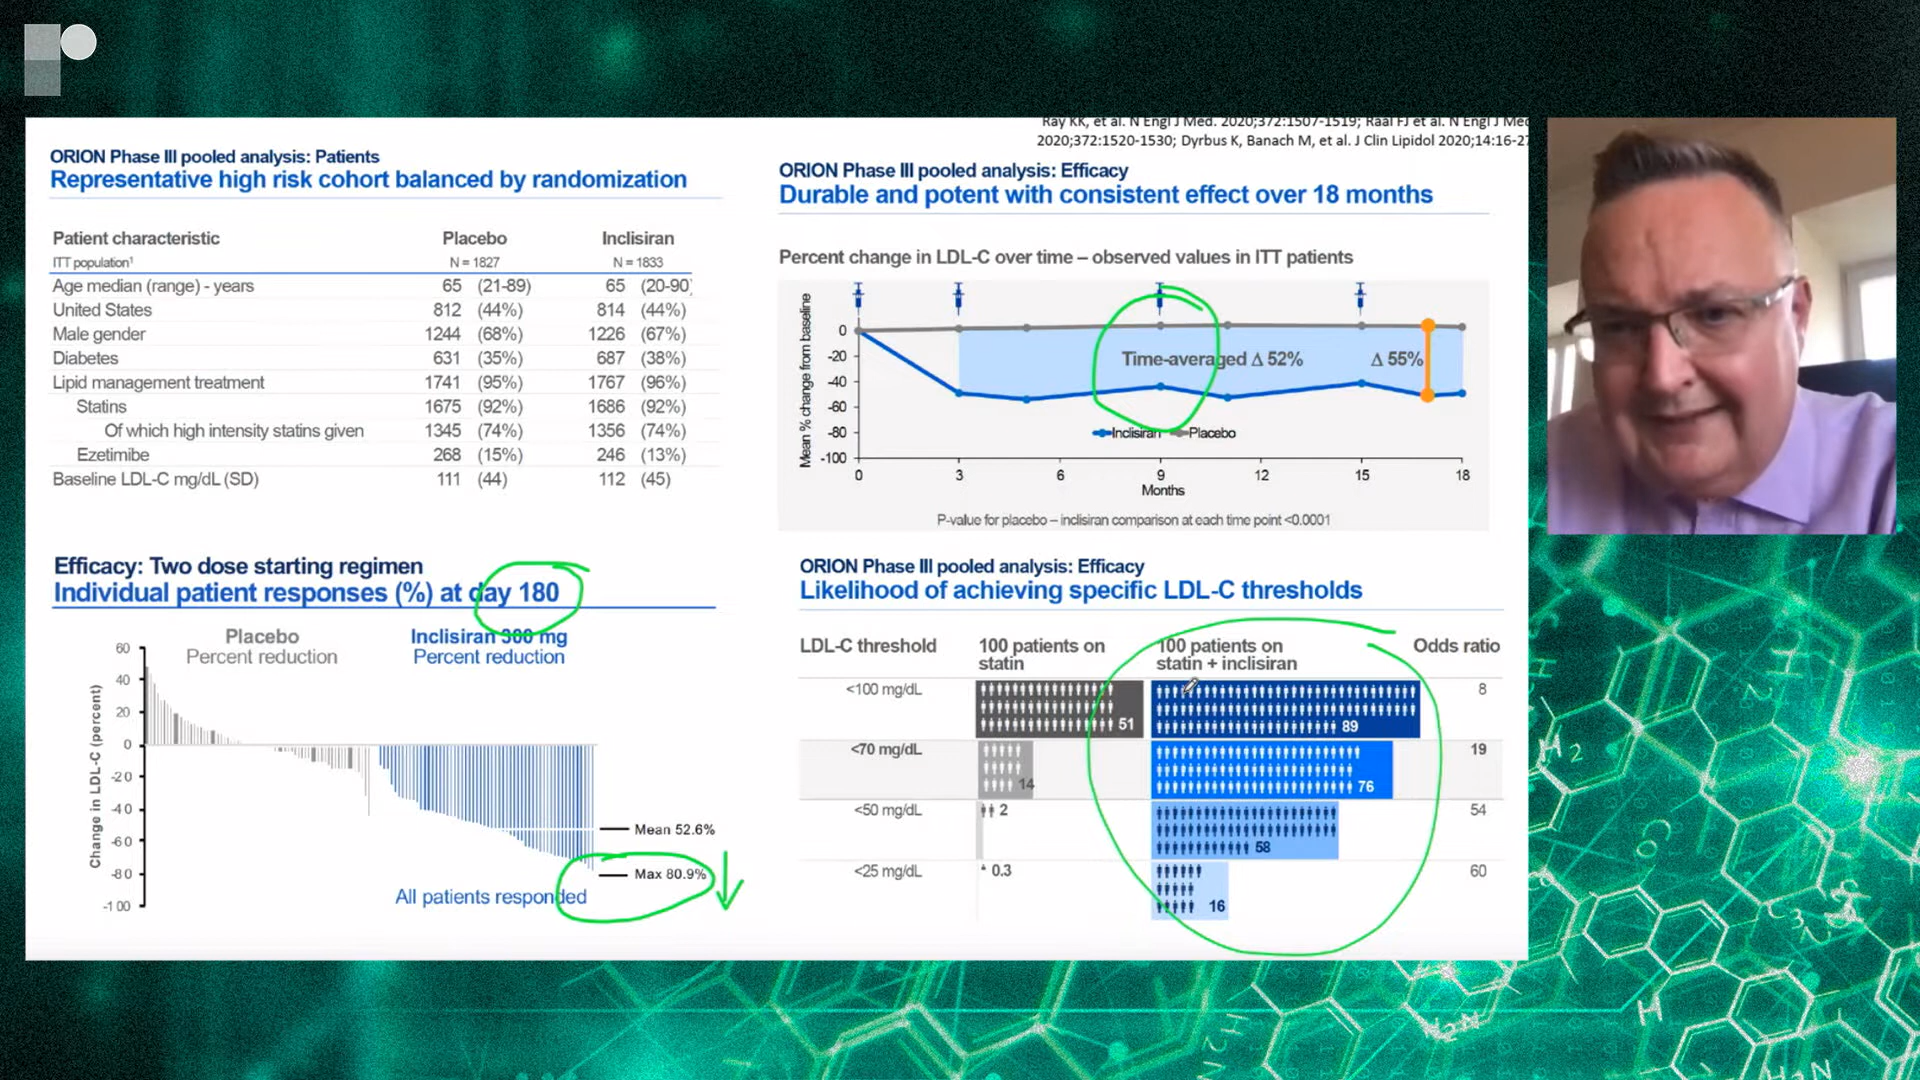 Ray KK, et al. N Engl J Med. 2020;372:1507-1519; Raal FJ et al. N Engl J Med
2020;372:1520-1530; Dyrbus K, Banach M, et al. J Clin Lipidol 2020;14:16-27
ORION Phase III pooled analysis: Patients
Representative high risk cohort balanced by randomization
Patient characteristic Placebo Inclisiran
ITT population¹ N = 1827 N = 1833
Age median (range) - years 65 (21-89) 65 (20-90)
United States 812 (44%) 814 (44%)
Male gender 1244 (68%) 1226 (67%)
Diabetes 631 (35%) 687 (38%)
Lipid management treatment 1741 (95%) 1767 (96%)
Statins 1675 (92%) 1686 (92%)
Of which high intensity statins given 1345 (74%) 1356 (74%)
Ezetimibe 268 (15%) 246 (13%)
Baseline LDL-C mg/dL (SD) 111 (44) 112 (45)
ORION Phase III pooled analysis: Efficacy
Durable and potent with consistent effect over 18 months
Percent change in LDL-C over time – observed values in ITT patients
Mean % change from baseline
0
-20
-40
-60
-80
-100
Time-averaged Δ 52% Δ 55%
Inclisiran Placebo
0 3 6 9 12 15 18
Months
P-value for placebo – inclisiran comparison at each time point <0.0001
Efficacy: Two dose starting regimen
Individual patient responses (%) at day 180
Placebo Inclisiran 300 mg
Percent reduction Percent reduction
Change in LDL-C (percent)
60
40
20
0
-20
-40
-60
-80
-100
Mean 52.6%
Max 80.9%
All patients responded
ORION Phase III pooled analysis: Efficacy
Likelihood of achieving specific LDL-C thresholds
LDL-C threshold 100 patients on 100 patients on Odds ratio
statin statin + inclisiran
<100 mg/dL 51 89 8
<70 mg/dL 14 76 19
<50 mg/dL 2 58 54
<25 mg/dL 0.3 16 60